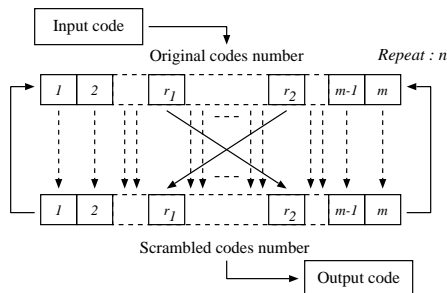 Input code
Original codes number
Repeat : n
1 2 r1 r2 m-1 m
1 2 r1 r2 m-1 m
Scrambled codes number
Output code